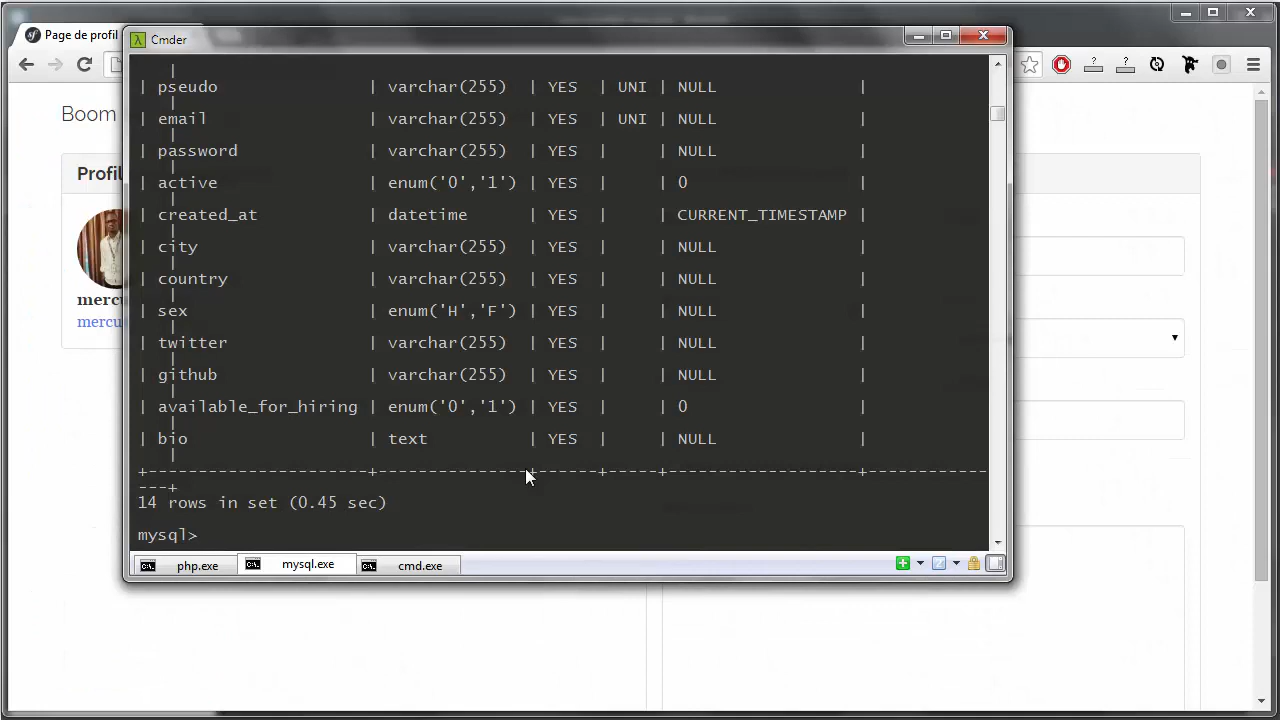 Page de profil
Cmder
Boom
Profil
mercu
mercu
|
| pseudo | varchar(255) | YES | UNI | NULL |
|
| email | varchar(255) | YES | UNI | NULL |
|
| password | varchar(255) | YES | | NULL |
|
| active | enum('0','1') | YES | | 0 |
|
| created_at | datetime | YES | | CURRENT_TIMESTAMP |
|
| city | varchar(255) | YES | | NULL |
|
| country | varchar(255) | YES | | NULL |
|
| sex | enum('H','F') | YES | | NULL |
|
| twitter | varchar(255) | YES | | NULL |
|
| github | varchar(255) | YES | | NULL |
|
| available_for_hiring | enum('0','1') | YES | | 0 |
|
| bio | text | YES | | NULL |
|
+----------------------+---------------+------+-----+-------------------+------------
---+
14 rows in set (0.45 sec)
mysql>
php.exe mysql.exe cmd.exe